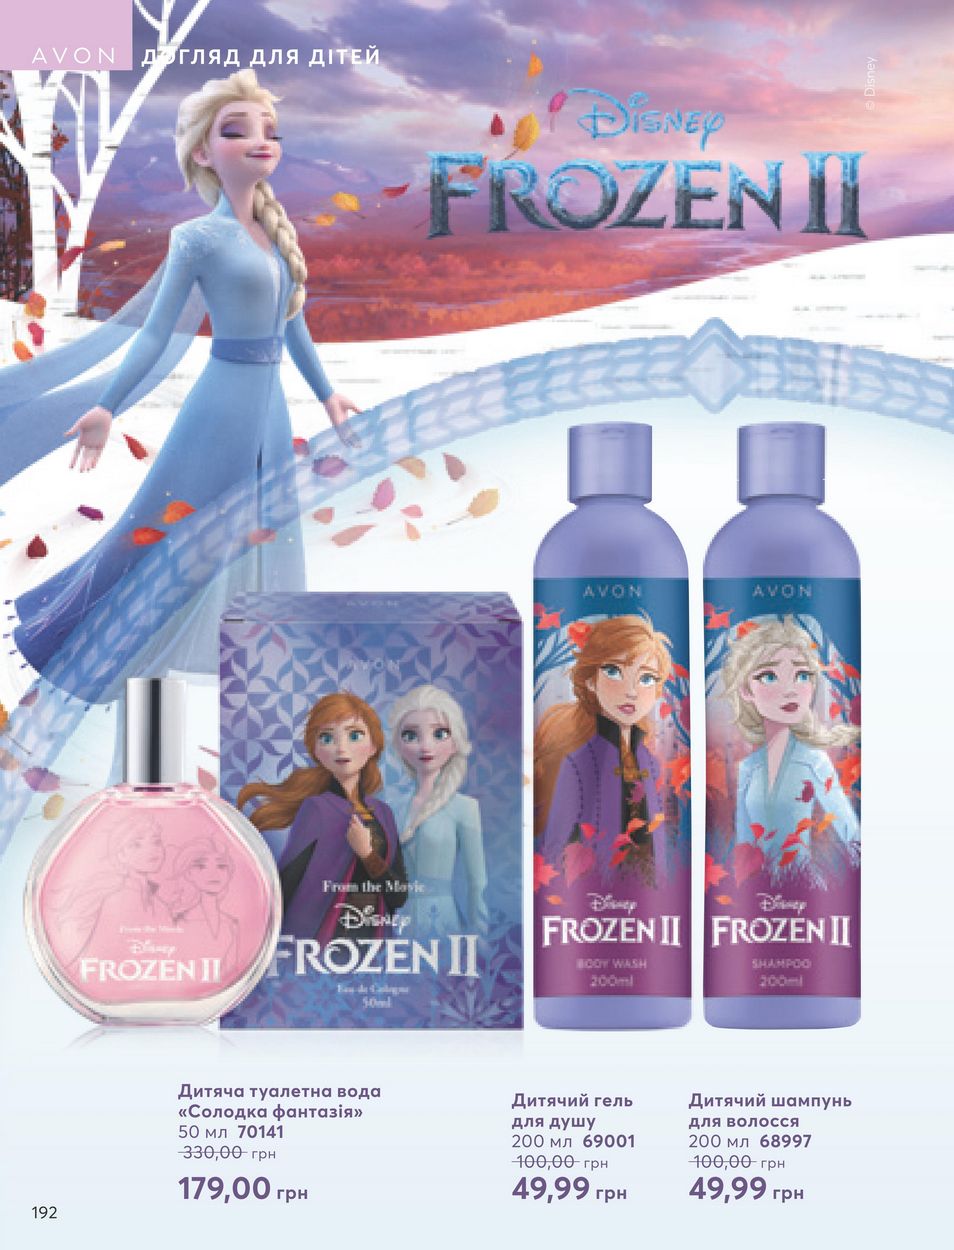 AVON ДОГЛЯД ДЛЯ ДІТЕЙ
© Disney
Disney
FROZEN II
AVON
AVON
From the Movie
Disney
FROZEN II
Eau de Cologne
50ml
From the Movie
Disney
FROZEN II
AVON
Disney
FROZEN II
BODY WASH
200ml
AVON
Disney
FROZEN II
SHAMPOO
200ml
Дитяча туалетна вода
«Солодка фантазія»
50 мл 70141
330,00 грн
179,00 грн
Дитячий гель
для душу
200 мл 69001
100,00 грн
49,99 грн
Дитячий шампунь
для волосся
200 мл 68997
100,00 грн
49,99 грн
192